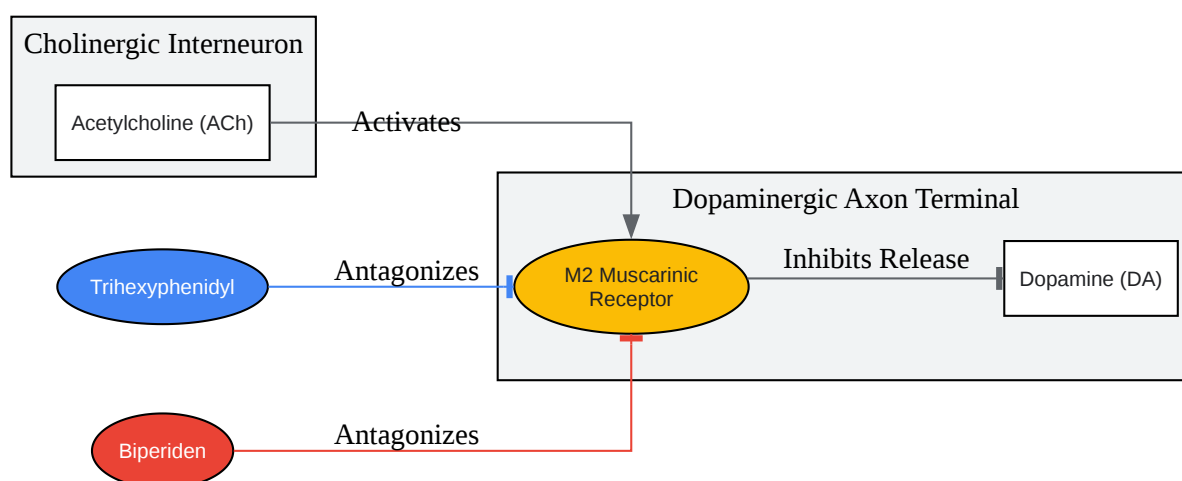 Cholinergic Interneuron
Acetylcholine (ACh)
Activates
Dopaminergic Axon Terminal
Trihexyphenidyl
Antagonizes
M2 Muscarinic
Receptor
Inhibits Release
Dopamine (DA)
Biperiden
Antagonizes